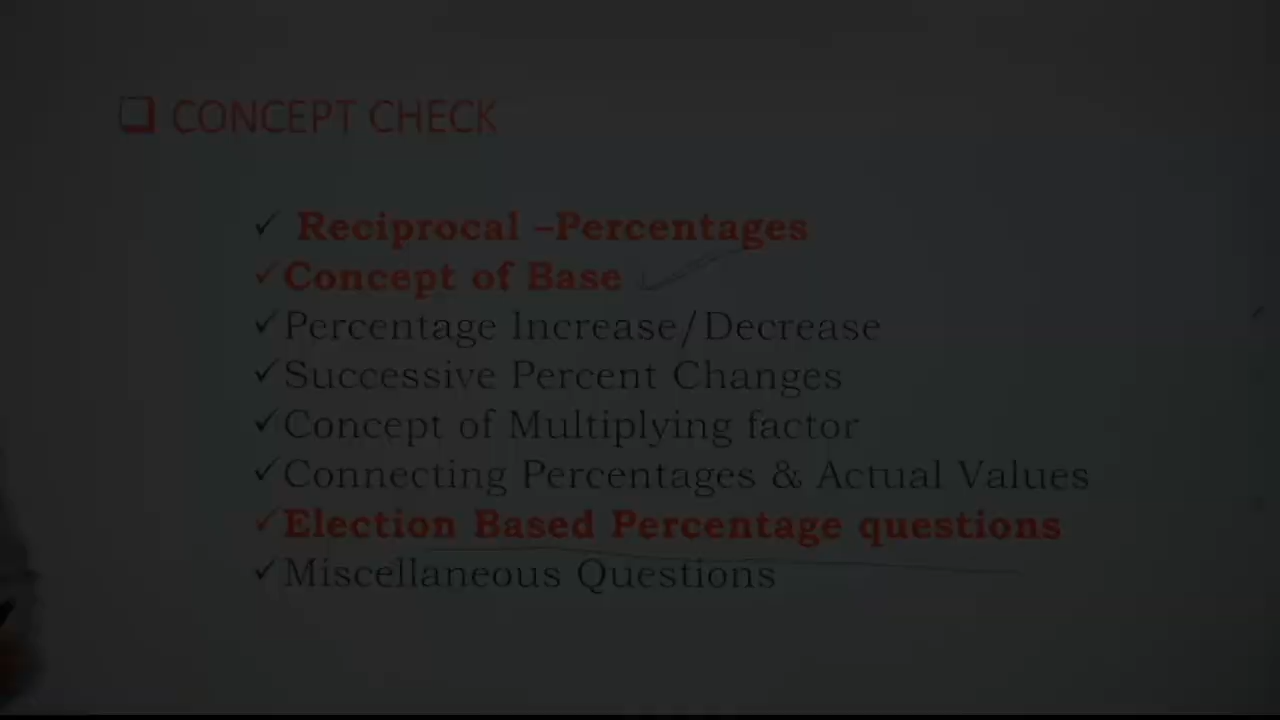 ❑ CONCEPT CHECK
✓ Reciprocal –Percentages
✓Concept of Base
✓Percentage Increase/Decrease
✓Successive Percent Changes
✓Concept of Multiplying factor
✓Connecting Percentages & Actual Values
✓Election Based Percentage questions
✓Miscellaneous Questions